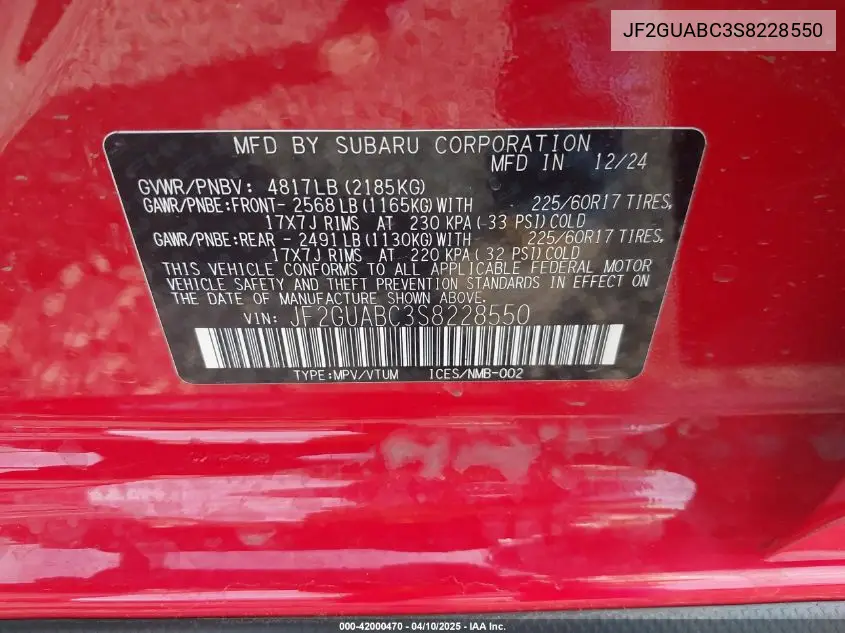 JF2GUABC3S8228550
MFD BY SUBARU CORPORATION
MFD IN 12/24
GVWR/PNBV: 4817LB (2185KG)
GAWR/PNBE:FRONT- 2568LB (1165KG) WITH 225/60R17 TIRES,
17X7J RIMS AT 230 KPA ( 33 PSI) COLD
GAWR/PNBE:REAR - 2491LB (1130KG) WITH 225/60R17 TIRES,
17X7J RIMS AT 220 KPA ( 32 PSI) COLD
THIS VEHICLE CONFORMS TO ALL APPLICABLE FEDERAL MOTOR
VEHICLE SAFETY AND THEFT PREVENTION STANDARDS IN EFFECT ON
THE DATE OF MANUFACTURE SHOWN ABOVE.
VIN: JF2GUABC3S8228550
TYPE:MPV/VTUM ICES/NMB-002
000-42000470 - 04/10/2025 - IAA Inc.